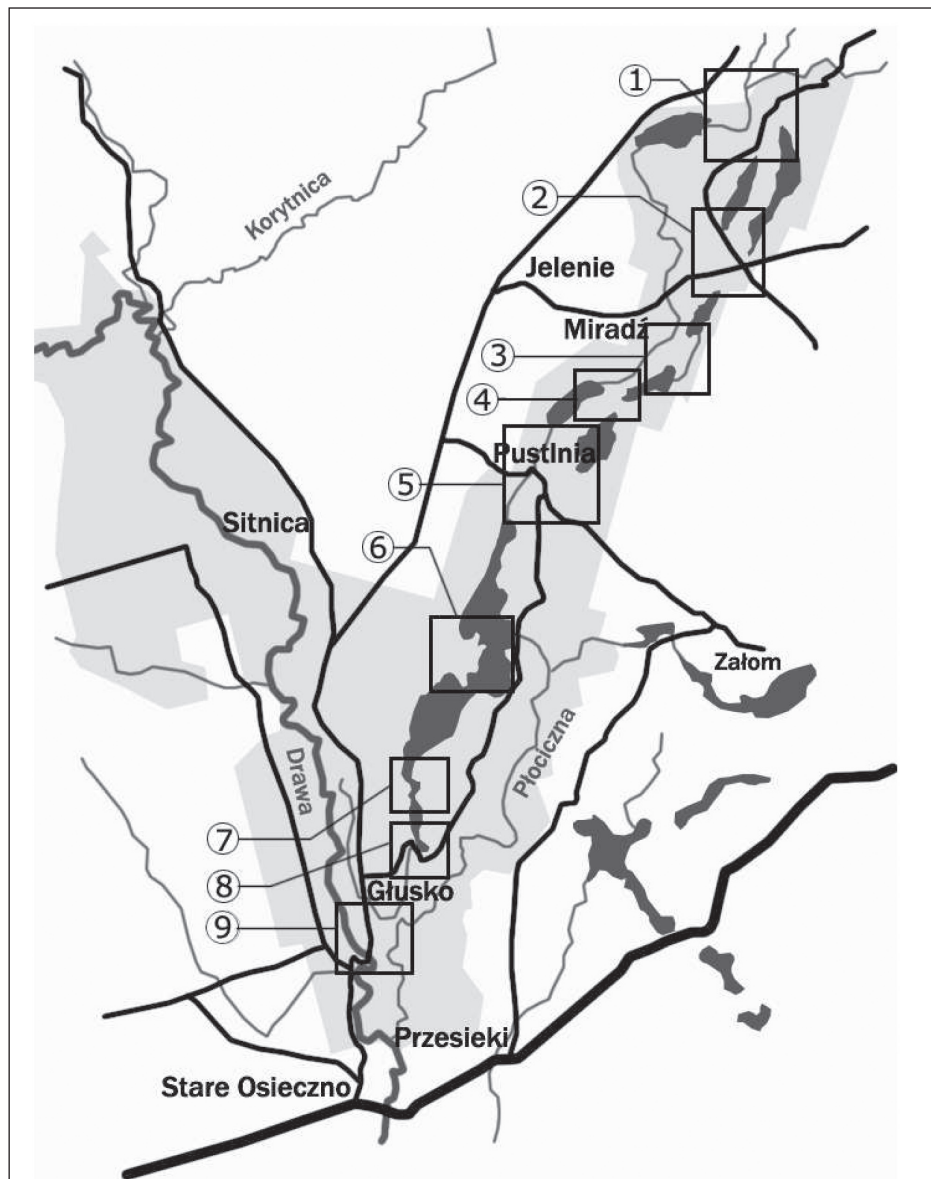 ①
Korytnica
②
Jelenie
Miradź
③
④
Pustlnia
⑤
Sitnica
⑥
Załom
Płociczna
Drawa
⑦
⑧
Głusko
⑨
Przesieki
Stare Osieczno